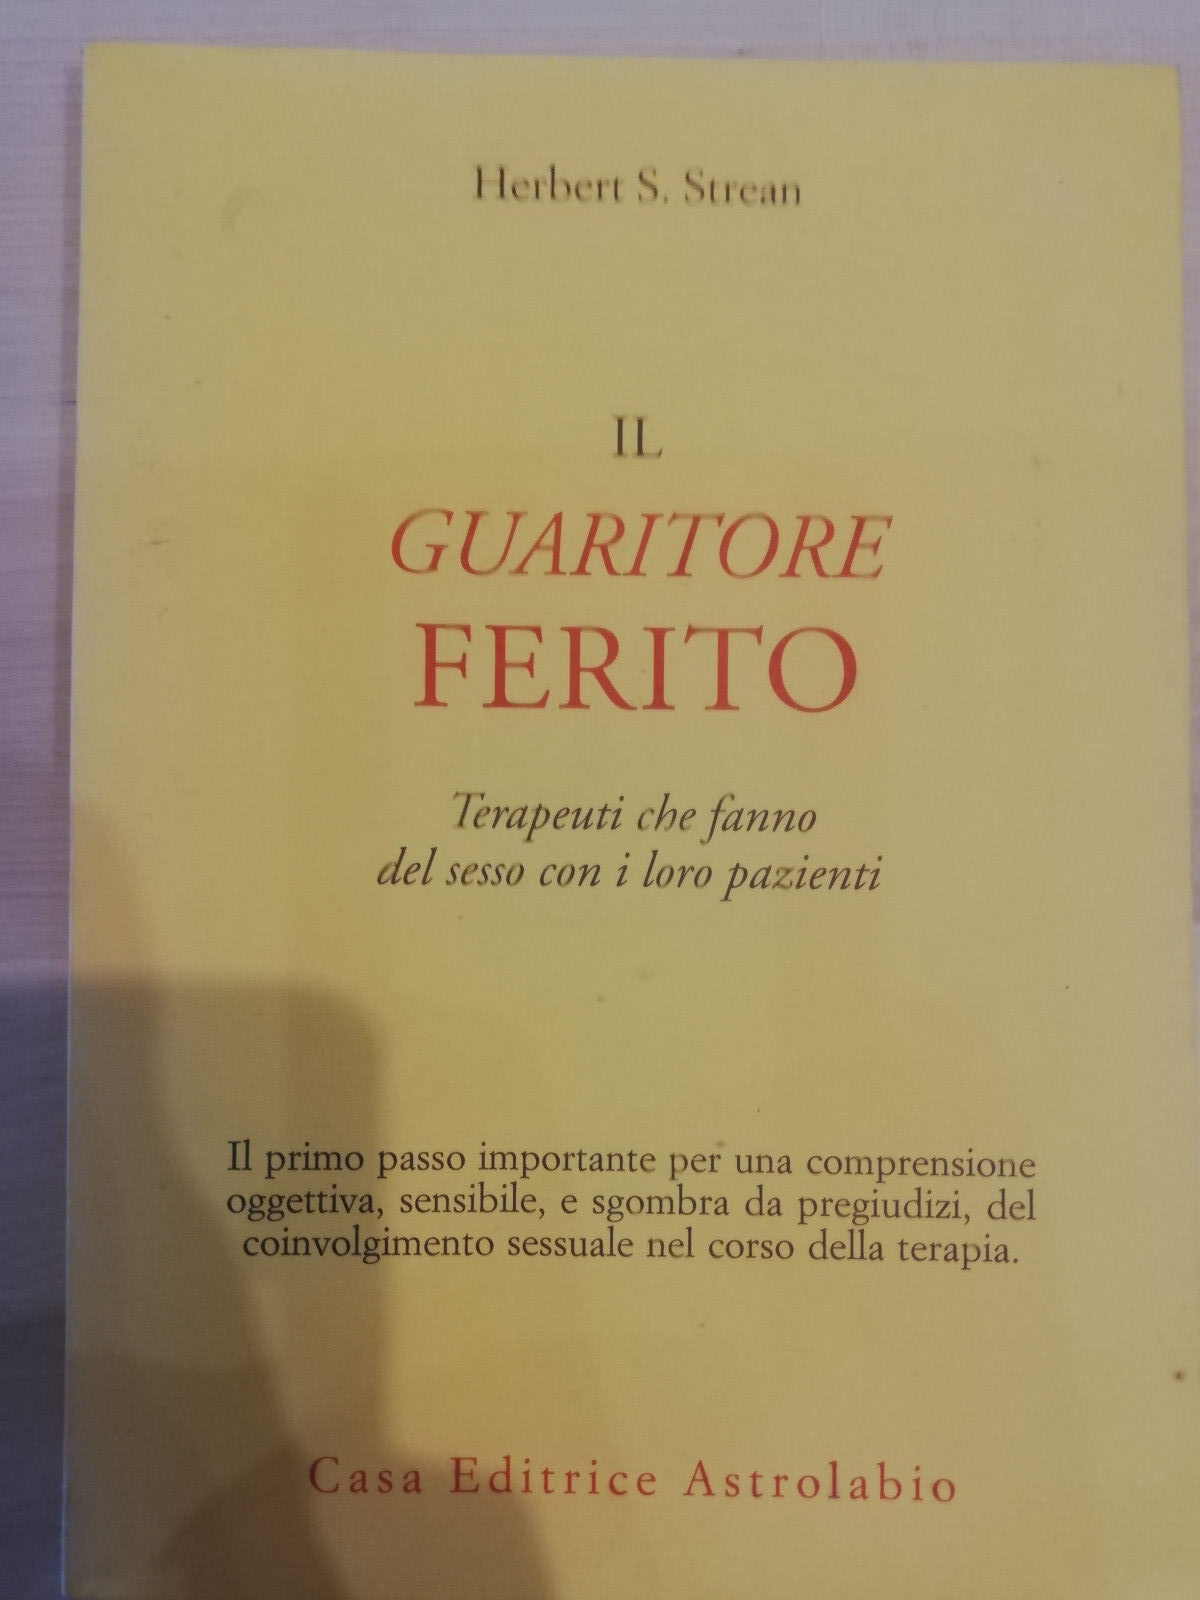 Herbert S. Strean
IL
GUARITORE
FERITO
Terapeuti che fanno
del sesso con i loro pazienti
Il primo passo importante per una comprensione
oggettiva, sensibile, e sgombra da pregiudizi, del
coinvolgimento sessuale nel corso della terapia.
Casa Editrice Astrolabio